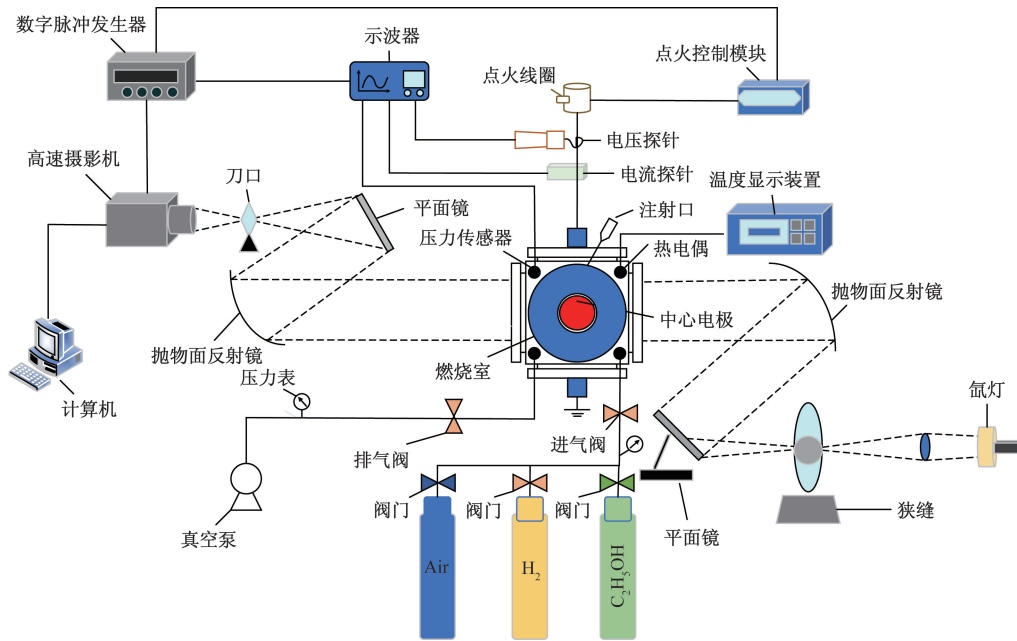 数字脉冲发生器
示波器
点火线圈
点火控制模块
电压探针
高速摄影机
刀口
电流探针
温度显示装置
平面镜
注射口
压力传感器
热电偶
抛物面反射镜
中心电极
抛物面反射镜
燃烧室
压力表
计算机
氙灯
进气阀
排气阀
阀门
阀门
阀门
狭缝
平面镜
真空泵
Air
H2
C2H5OH